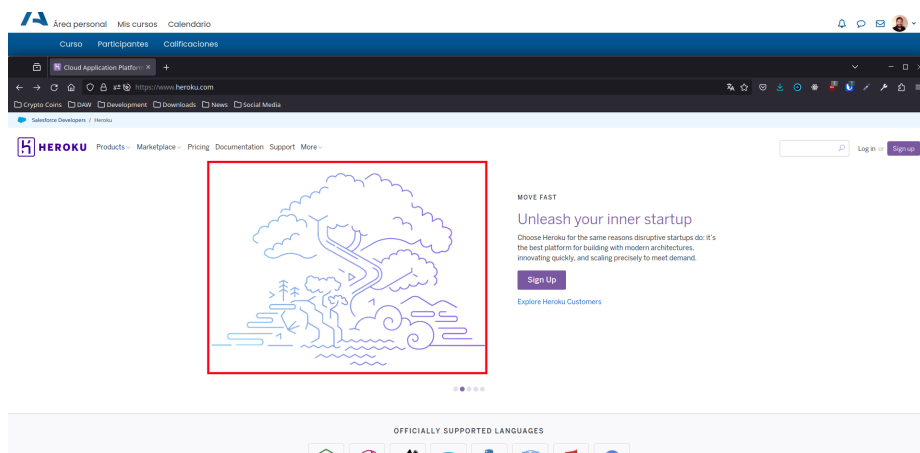 Área personal Mis cursos Calendario
Curso Participantes Calificaciones
Cloud Application Platform
https://www.heroku.com
Crypto Coins DAW Development Downloads News Social Media
Salesforce Developers / Heroku
HEROKU Products Marketplace Pricing Documentation Support More Log in or Sign up
MOVE FAST
Unleash your inner startup
Choose Heroku for the same reasons disruptive startups do: it's
the best platform for building with modern architectures,
innovating quickly, and scaling precisely to meet demand.
Sign Up
Explore Heroku Customers
OFFICIALLY SUPPORTED LANGUAGES